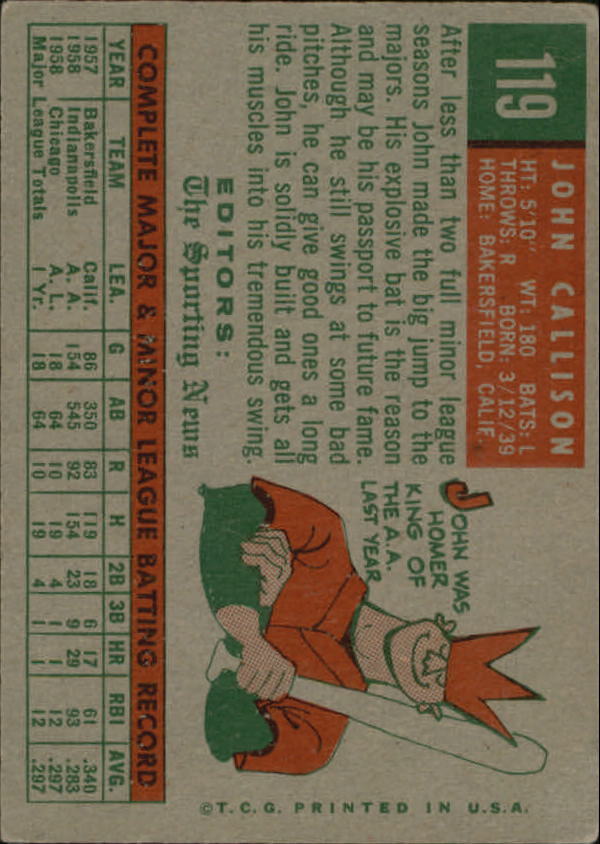 119
JOHN CALLISON
HT: 5'10" WT: 180 BATS: L
THROWS: R BORN: 3/12/39
HOME: BAKERSFIELD, CALIF.
After less than two full minor league
seasons John made the big jump to the
majors. His explosive bat is the reason
and may be his passport to future fame.
Although he still swings at some bad
pitches, he can give good ones a long
ride. John is solidly built and gets all
his muscles into his tremendous swing.
EDITORS:
The Sporting News
JOHN WAS
HOMER
KING OF
THE A.A.
LAST YEAR
COMPLETE MAJOR & MINOR LEAGUE BATTING RECORD
YEAR TEAM LEA. G AB R H 2B 3B HR RBI AVG.
1957 Bakersfield Calif. 86 350 83 119 18 6 17 61 .340
1958 Indianapolis A. A. 154 545 92 154 23 9 29 93 .283
1958 Chicago A. L. 18 64 10 19 4 1 1 12 .297
Major League Totals 1 Yr. 18 64 10 19 4 1 1 12 .297
©T.C.G. PRINTED IN U.S.A.